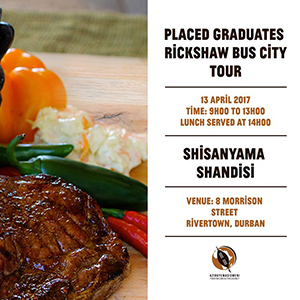 PLACED GRADUATES
RICKSHAW BUS CITY
TOUR
13 APRIL 2017
TIME: 9H00 TO 13H00
LUNCH SERVED AT 14H00
SHISANYAMA
SHANDISI
VENUE: 8 MORRISON
STREET
RIVERTOWN, DURBAN